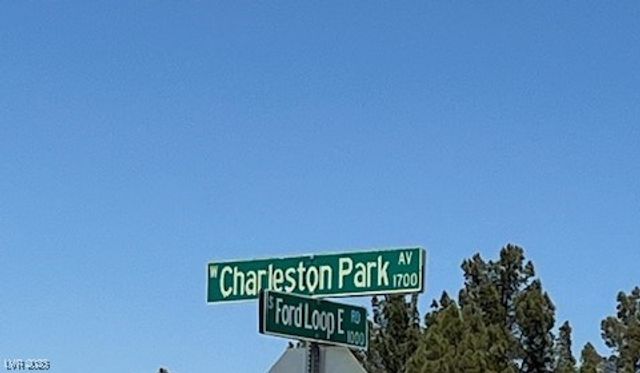 W Charleston Park AV 1700
S Ford Loop E RD 1000